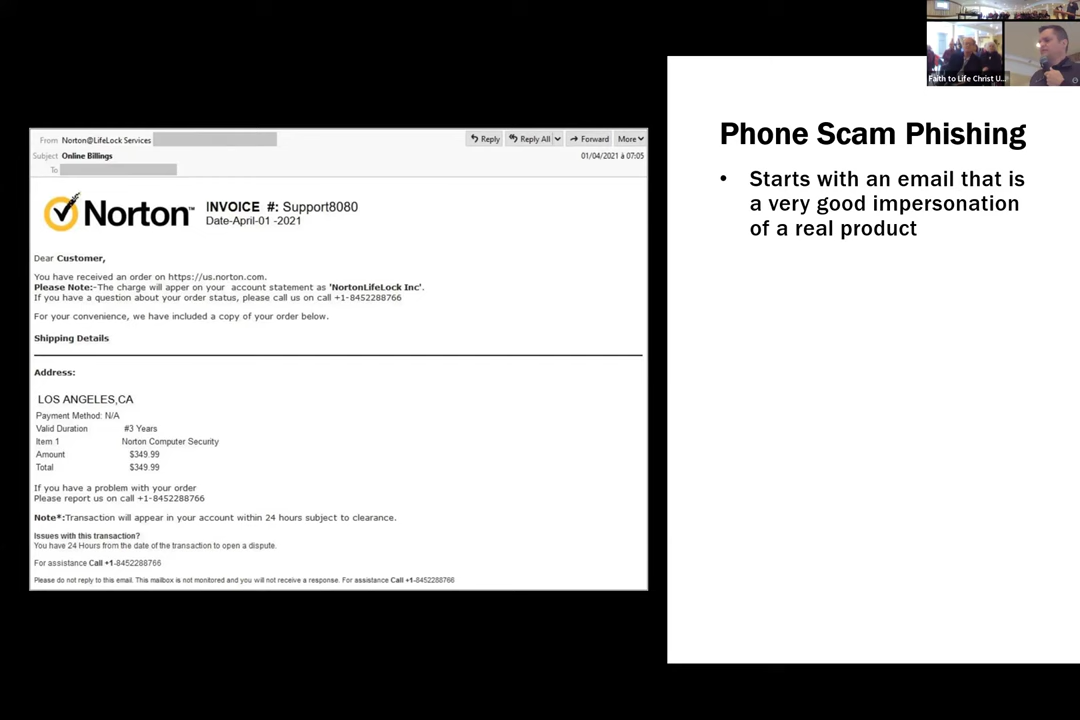 Faith to Life Christ U...
From Norton@LifeLock Services
Reply Reply All Forward More
Subject Online Billings
01/04/2021 à 07:05
To
Norton™
INVOICE #: Support8080
Date-April-01 -2021
Dear Customer,
You have received an order on https://us.norton.com.
Please Note:-The charge will apper on your account statement as 'NortonLifeLock Inc'.
If you have a question about your order status, please call us on call +1-8452288766
For your convenience, we have included a copy of your order below.
Shipping Details
Address:
LOS ANGELES,CA
Payment Method: N/A
Valid Duration #3 Years
Item 1 Norton Computer Security
Amount $349.99
Total $349.99
If you have a problem with your order
Please report us on call +1-8452288766
Note*:Transaction will appear in your account within 24 hours subject to clearance.
Issues with this transaction?
You have 24 Hours from the date of the transaction to open a dispute.
For assistance Call +1-8452288766
Please do not reply to this email. This mailbox is not monitored and you will not receive a response. For assistance Call +1-8452288766
Phone Scam Phishing
• Starts with an email that is
a very good impersonation
of a real product